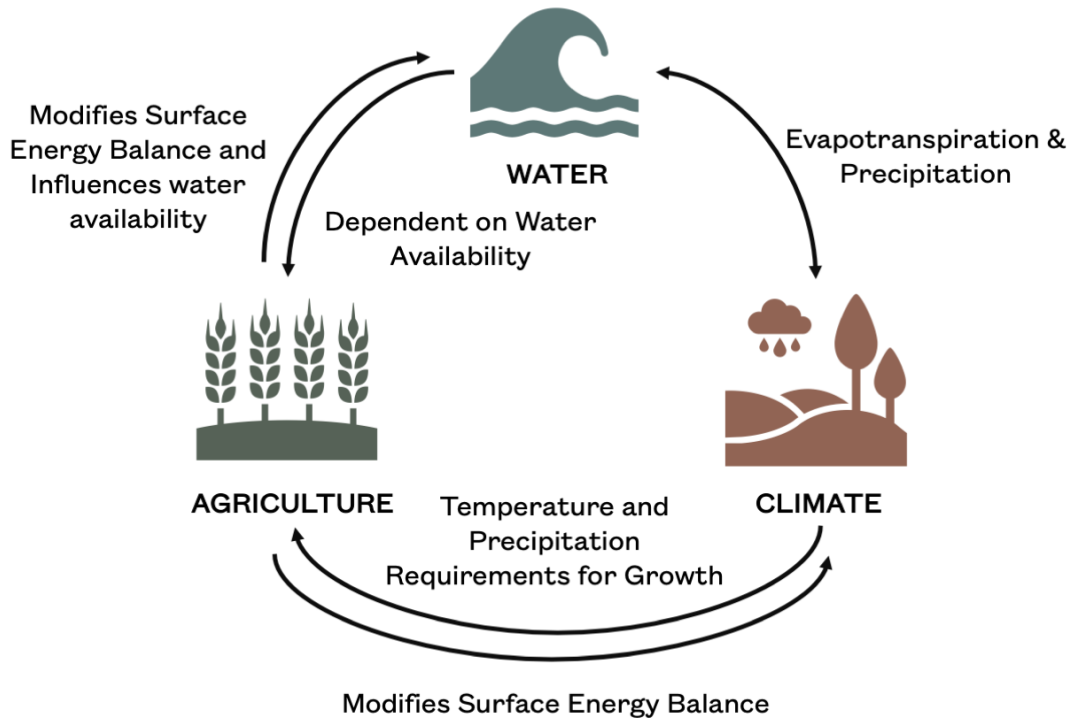 Modifies Surface
Energy Balance and
Influences water
availability
WATER
Evapotranspiration &
Precipitation
Dependent on Water
Availability
AGRICULTURE
Temperature and
Precipitation
Requirements for Growth
CLIMATE
Modifies Surface Energy Balance